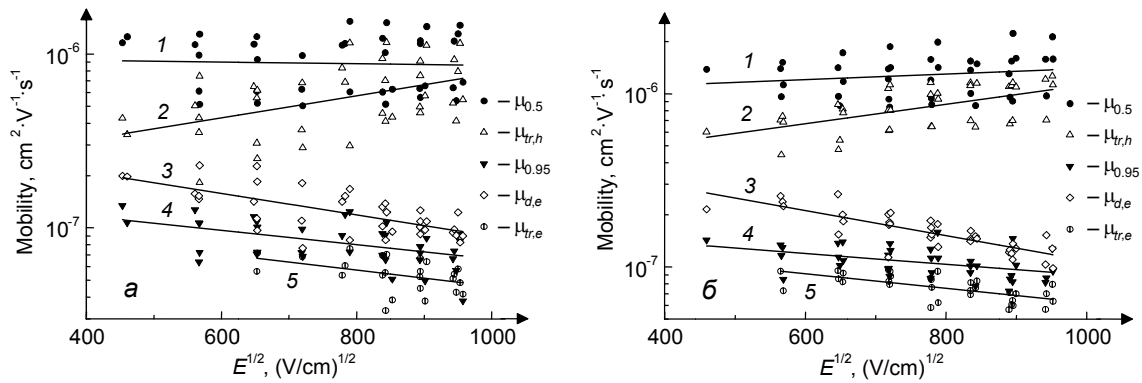 Mobility, cm²·V⁻¹·s⁻¹
10⁻⁶
10⁻⁷
1
2
3
4
5
а
– μ0.5
– μtr,h
– μ0.95
– μd,e
– μtr,e
400
600
800
1000
E^1/2, (V/cm)^1/2
Mobility, cm²·V⁻¹·s⁻¹
10⁻⁶
10⁻⁷
1
2
3
4
5
б
– μ0.5
– μtr,h
– μ0.95
– μd,e
– μtr,e
400
600
800
1000
E^1/2, (V/cm)^1/2